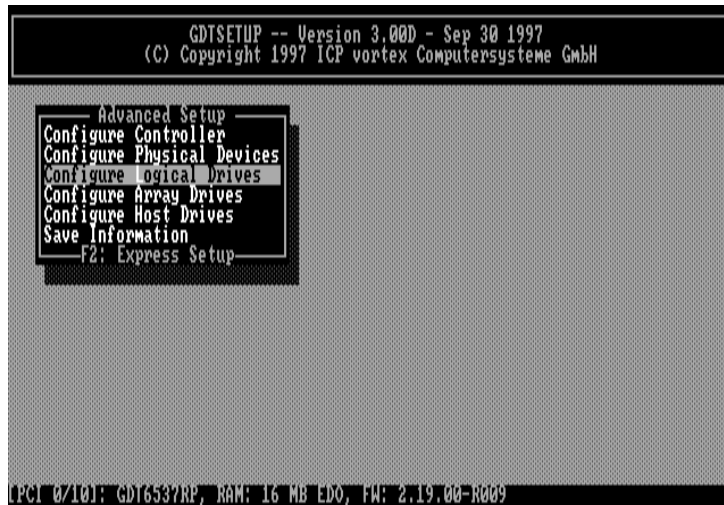 GDTSETUP -- Version 3.00D - Sep 30 1997
(C) Copyright 1997 ICP vortex Computersysteme GmbH
Advanced Setup
Configure Controller
Configure Physical Devices
Configure Logical Drives
Configure Array Drives
Configure Host Drives
Save Information
F2: Express Setup
[PCI 0/10]: GDT6537RP, RAM: 16 MB EDO, FW: 2.19.00-R009